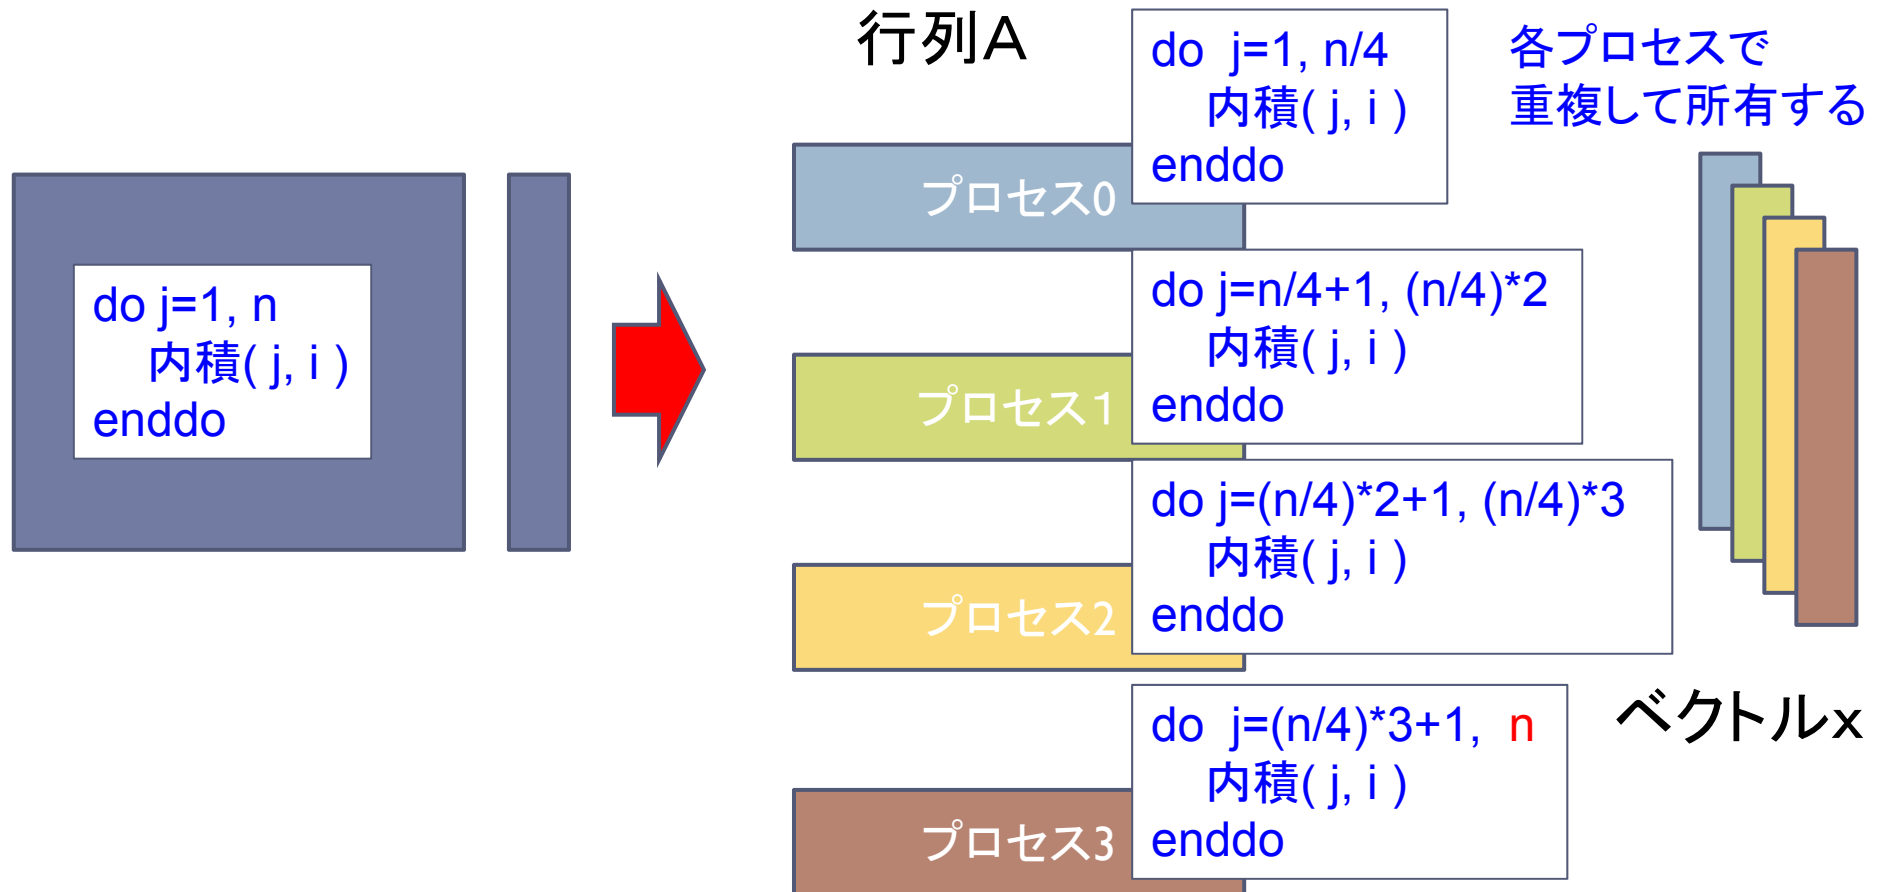 do j=1, n
内積( j, i )
enddo
行列A
do  j=1, n/4
内積( j, i )
enddo
各プロセスで
重複して所有する
プロセス0
do j=n/4+1, (n/4)*2
内積( j, i )
enddo
プロセス1
do j=(n/4)*2+1, (n/4)*3
内積( j, i )
enddo
プロセス2
do  j=(n/4)*3+1,  n
内積( j, i )
enddo
プロセス3
ベクトルx